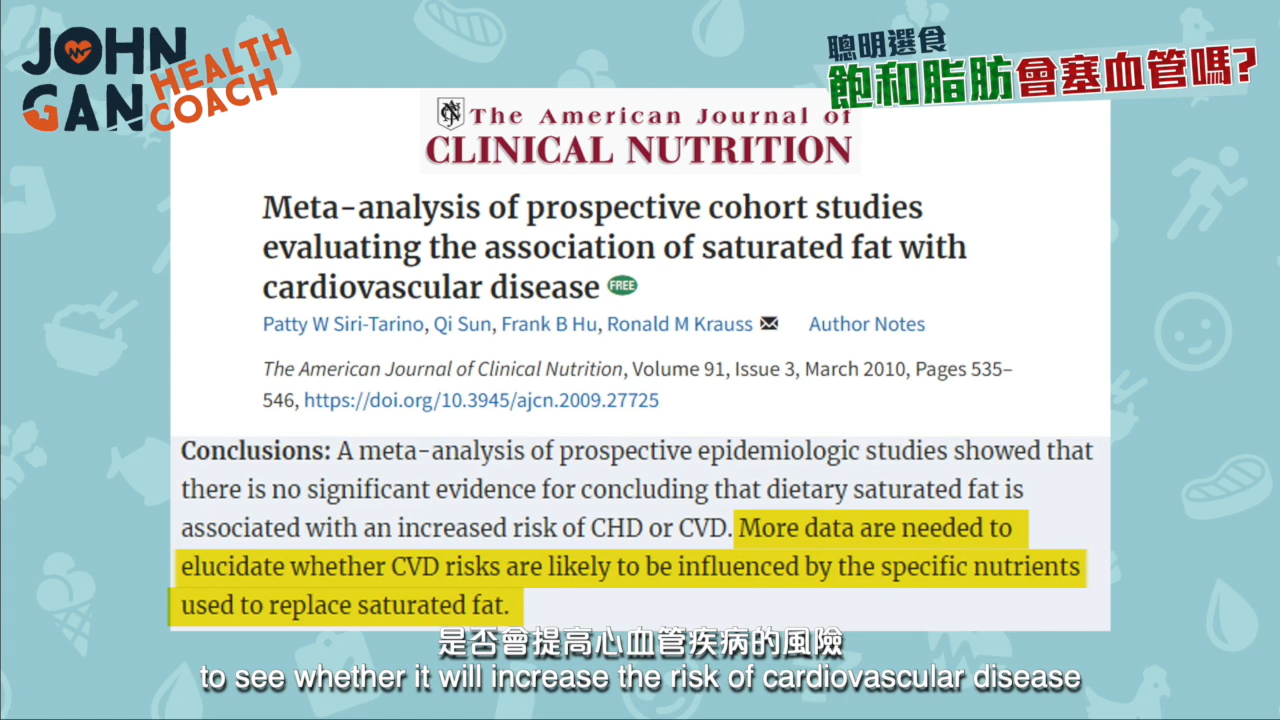 JOHN
GAN
HEALTH
COACH
聰明選食
飽和脂肪會塞血管嗎?
The American Journal of
CLINICAL NUTRITION
Meta-analysis of prospective cohort studies
evaluating the association of saturated fat with
cardiovascular disease FREE
Patty W Siri-Tarino, Qi Sun, Frank B Hu, Ronald M Krauss Author Notes
The American Journal of Clinical Nutrition, Volume 91, Issue 3, March 2010, Pages 535–
546, https://doi.org/10.3945/ajcn.2009.27725
Conclusions: A meta-analysis of prospective epidemiologic studies showed that
there is no significant evidence for concluding that dietary saturated fat is
associated with an increased risk of CHD or CVD. More data are needed to
elucidate whether CVD risks are likely to be influenced by the specific nutrients
used to replace saturated fat.
是否會提高心血管疾病的風險
to see whether it will increase the risk of cardiovascular disease